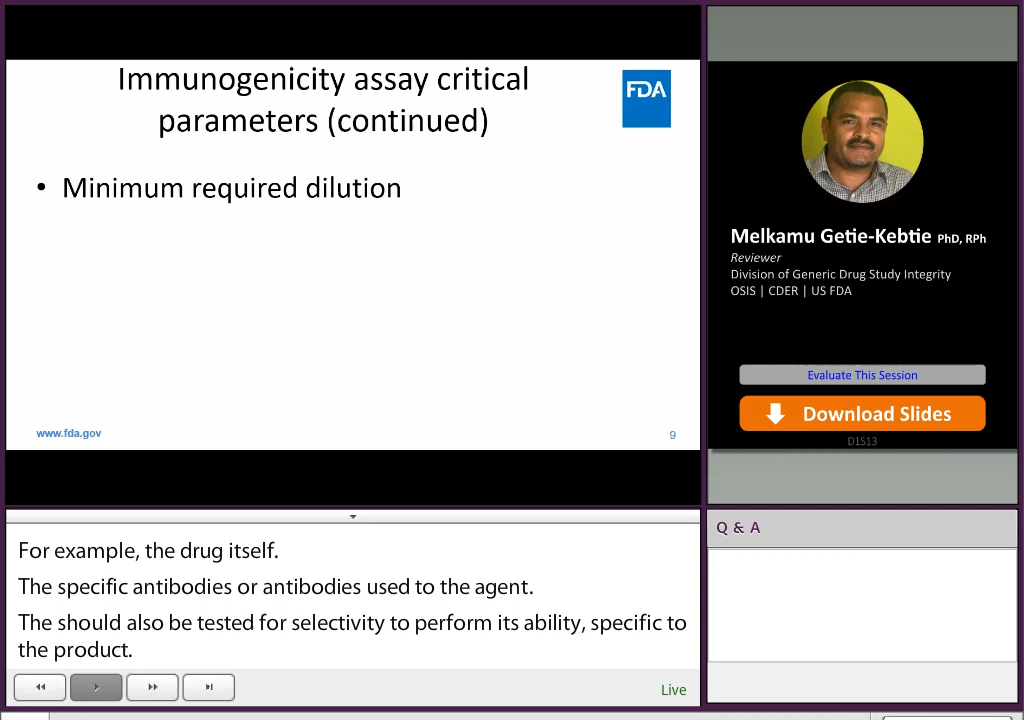 Immunogenicity assay critical
parameters (continued)
FDA
• Minimum required dilution
www.fda.gov
9
Melkamu Getie-Kebtie PhD, RPh
Reviewer
Division of Generic Drug Study Integrity
OSIS | CDER | US FDA
Evaluate This Session
Download Slides
D1S13
For example, the drug itself.
The specific antibodies or antibodies used to the agent.
The should also be tested for selectivity to perform its ability, specific to
the product.
Live
Q & A